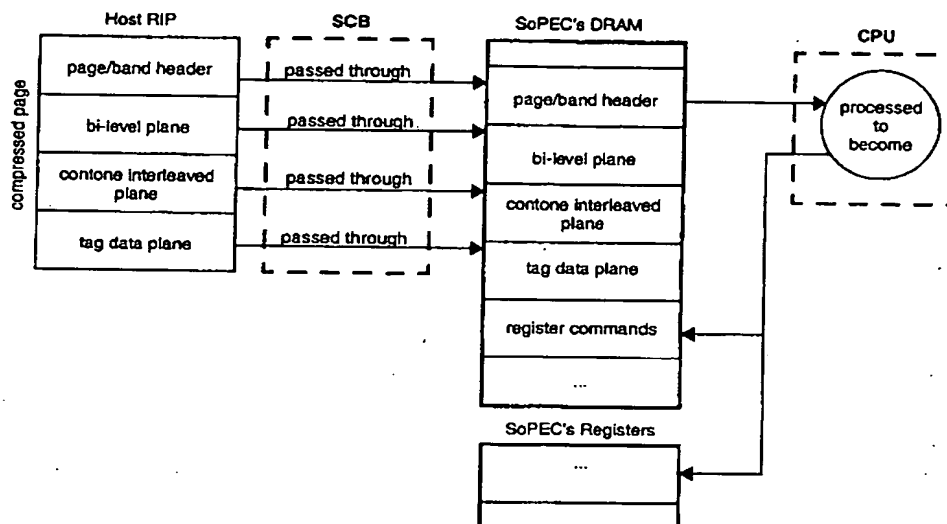 Host RIP
SCB
SoPEC's DRAM
CPU
compressed page
page/band header
bi-level plane
contone interleaved
plane
tag data plane
passed through
passed through
passed through
passed through
page/band header
bi-level plane
contone interleaved
plane
tag data plane
register commands
...
processed
to
become
SoPEC's Registers
...